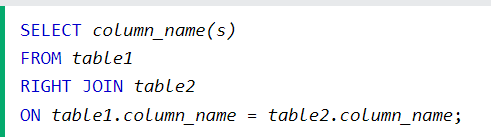 SELECT column_name(s)
FROM table1
RIGHT JOIN table2
ON table1.column_name = table2.column_name;